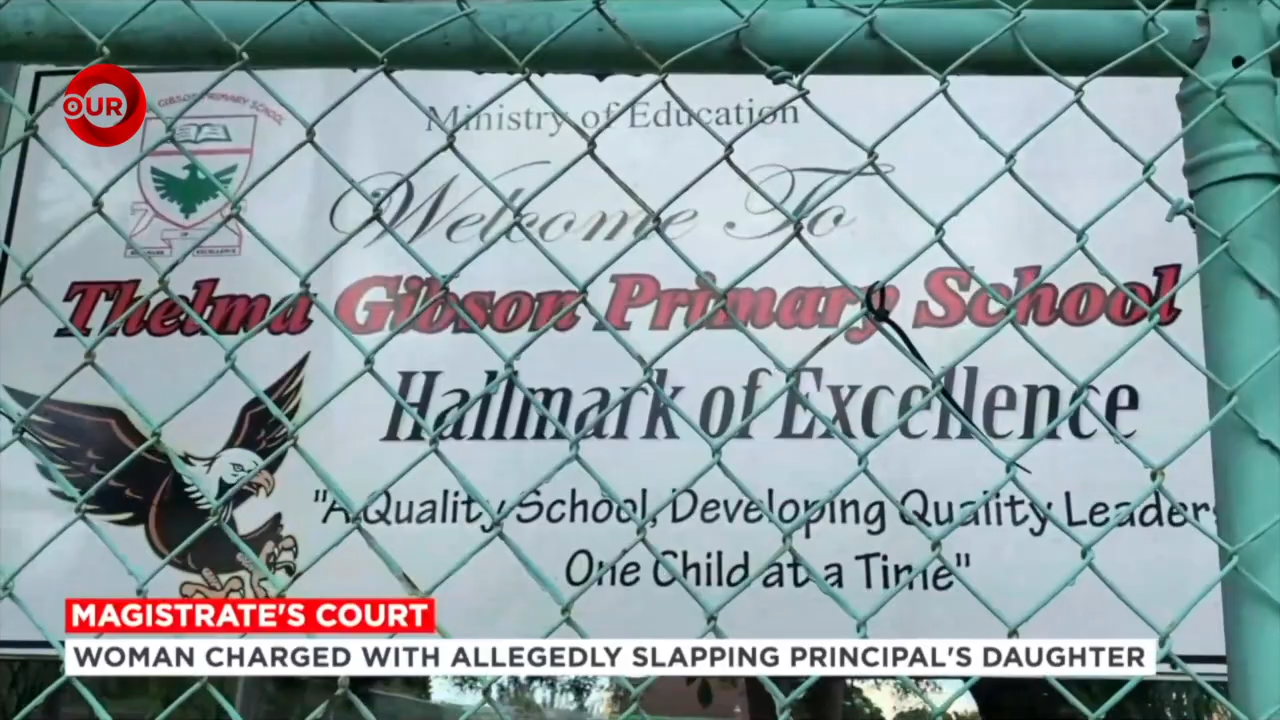 OUR
GIBSON PRIMARY SCHOOL
Ministry of Education
Welcome To
Thelma Gibson Primary School
Hallmark of Excellence
"A Quality School, Developing Quality Leaders
One Child at a Time"
MAGISTRATE'S COURT
WOMAN CHARGED WITH ALLEGEDLY SLAPPING PRINCIPAL'S DAUGHTER